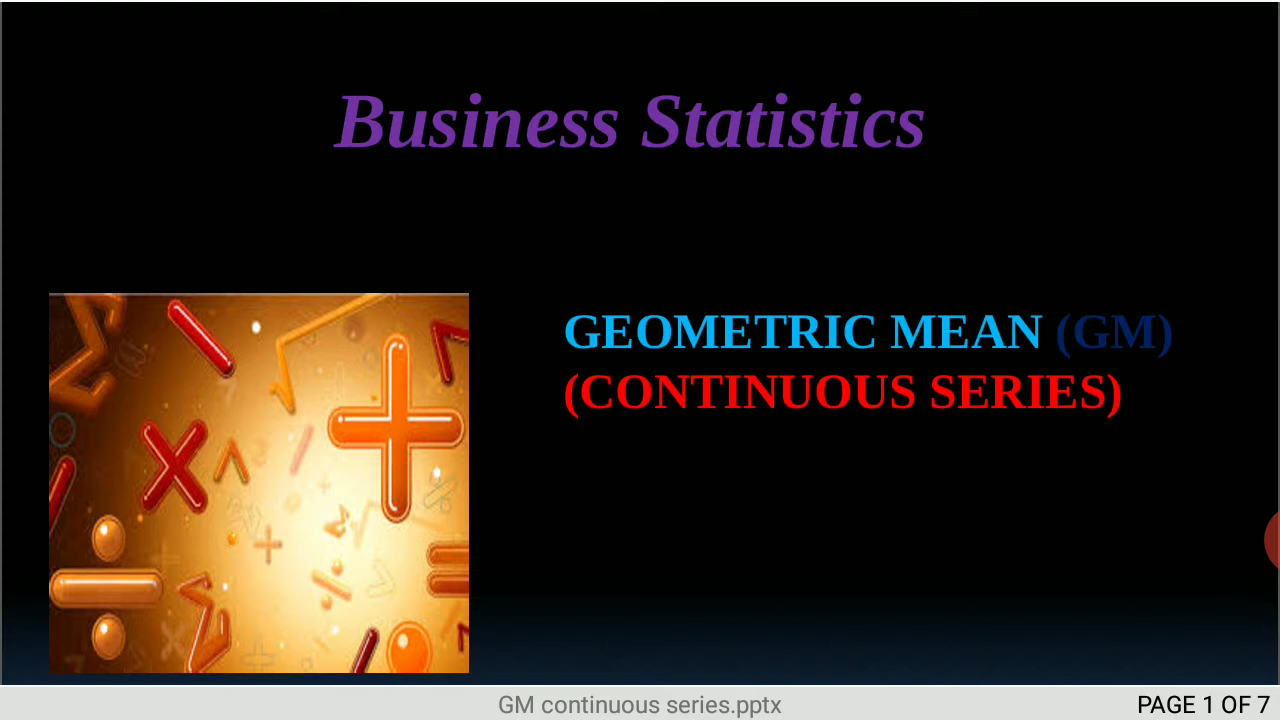 Business Statistics
GEOMETRIC MEAN (GM)
(CONTINUOUS SERIES)
GM continuous series.pptx
PAGE 1 OF 7